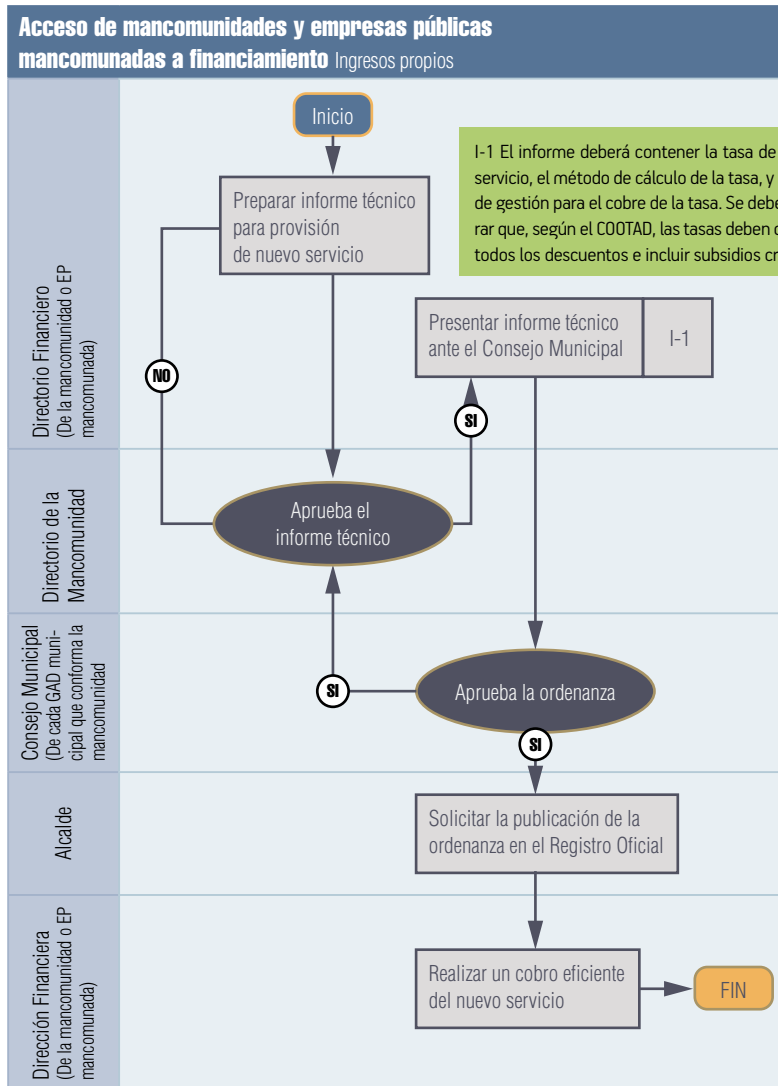 Acceso de mancomunidades y empresas públicas
mancomunadas a financiamiento Ingresos propios
Inicio
I-1 El informe deberá contener la tasa de
servicio, el método de cálculo de la tasa, y
de gestión para el cobre de la tasa. Se debe
rar que, según el COOTAD, las tasas deben
todos los descuentos e incluir subsidios
Preparar informe técnico
para provisión
de nuevo servicio
Presentar informe técnico
ante el Consejo Municipal
I-1
NO
SI
Directorio Financiero
(De la mancomunidad o EP
mancomunada)
Aprueba el
informe técnico
Directorio de la
Mancomunidad
Aprueba la ordenanza
SI
SI
Consejo Municipal
(De cada GAD muni-
cipal que conforma la
mancomunidad
Solicitar la publicación de la
ordenanza en el Registro Oficial
Alcalde
Realizar un cobro eficiente
del nuevo servicio
FIN
Dirección Financiera
(De la mancomunidad o EP
mancomunada)